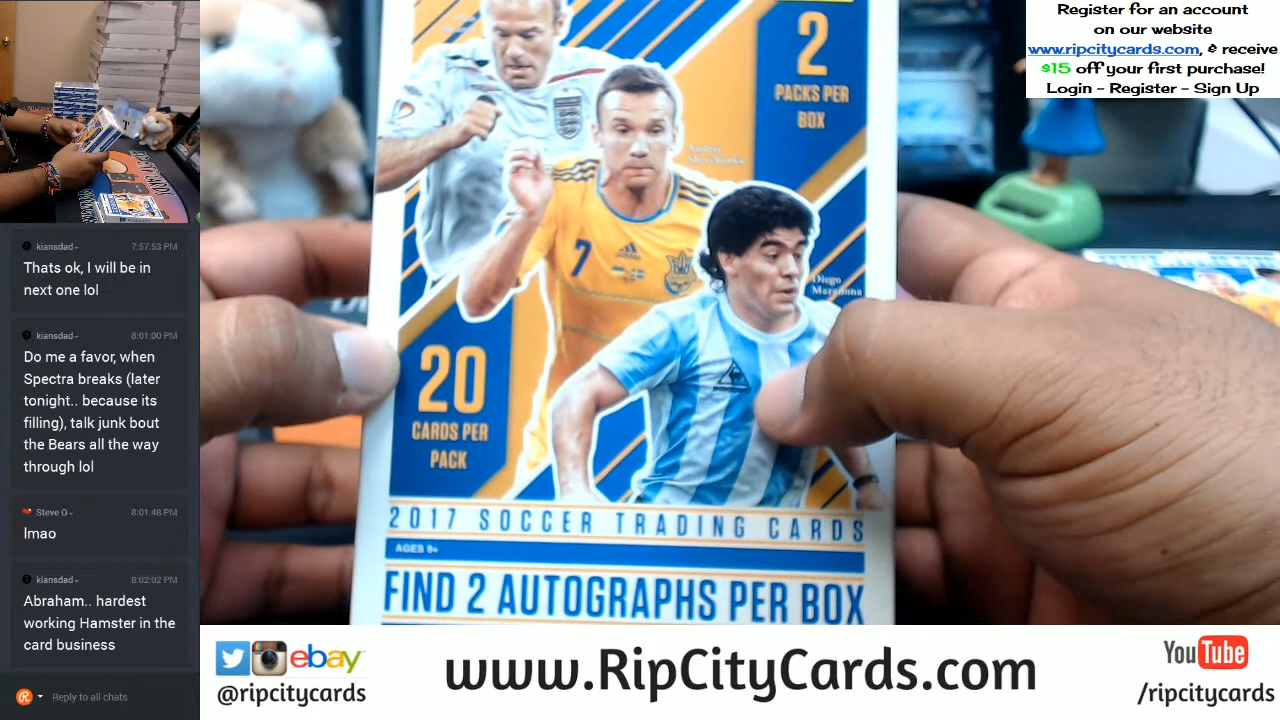 Register for an account
on our website
www.ripcitycards.com, & receive
$15 off your first purchase!
Login - Register - Sign Up
kiansdad
7:57:53 PM
Thats ok, I will be in
next one lol
kiansdad
8:01:00 PM
Do me a favor, when
Spectra breaks (later
tonight.. because its
filling), talk junk bout
the Bears all the way
through lol
Steve O
8:01:48 PM
lmao
kiansdad
8:02:02 PM
Abraham.. hardest
working Hamster in the
card business
Reply to all chats
2
PACKS PER
BOX
Andriy
Shevchenko
7
adidas
ENGLAND
Diego
Maradona
20
CARDS PER
PACK
2017 SOCCER TRADING CARDS
AGES 9+
FIND 2 AUTOGRAPHS PER BOX
ebay
@ripcitycards
www.RipCityCards.com
YouTube
/ripcitycards